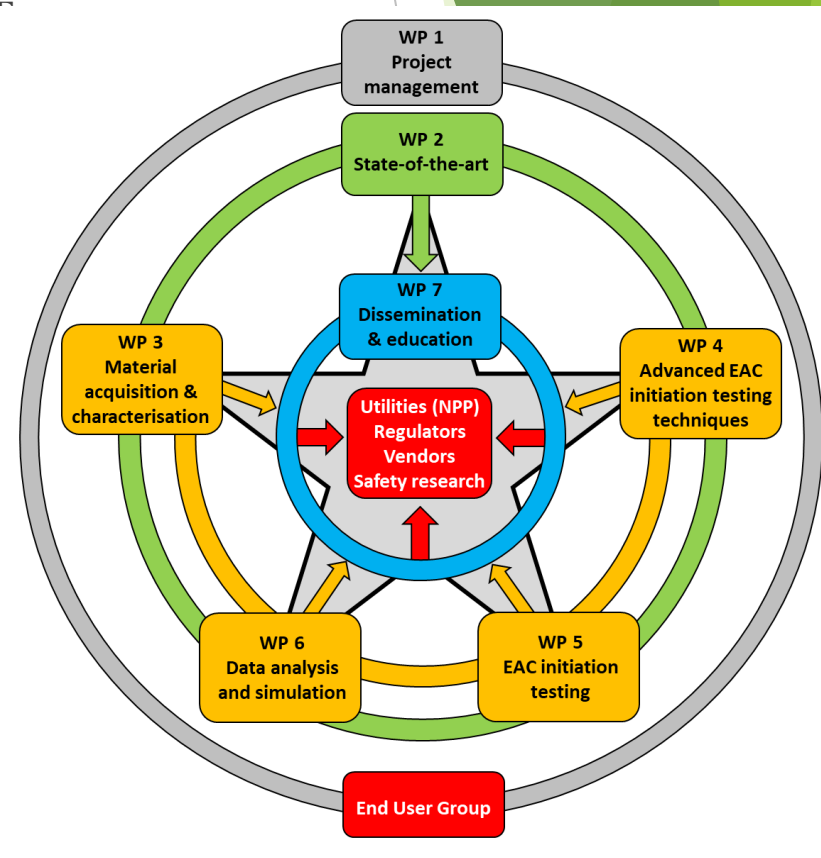 WP 1
Project
management
WP 2
State-of-the-art
WP 7
Dissemination
& education
WP 3
Material
acquisition &
characterisation
WP 4
Advanced EAC
initiation testing
techniques
Utilities (NPP)
Regulators
Vendors
Safety research
WP 6
Data analysis
and simulation
WP 5
EAC initiation
testing
End User Group